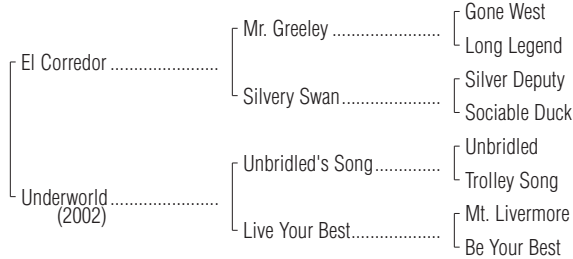 Gone West
Mr. Greeley ....................
Long Legend
El Corredor ......................
Silver Deputy
Silvery Swan....................
Sociable Duck
Unbridled
Unbridled's Song.............
Trolley Song
Underworld......................
(2002)
Mt. Livermore
Live Your Best..................
Be Your Best